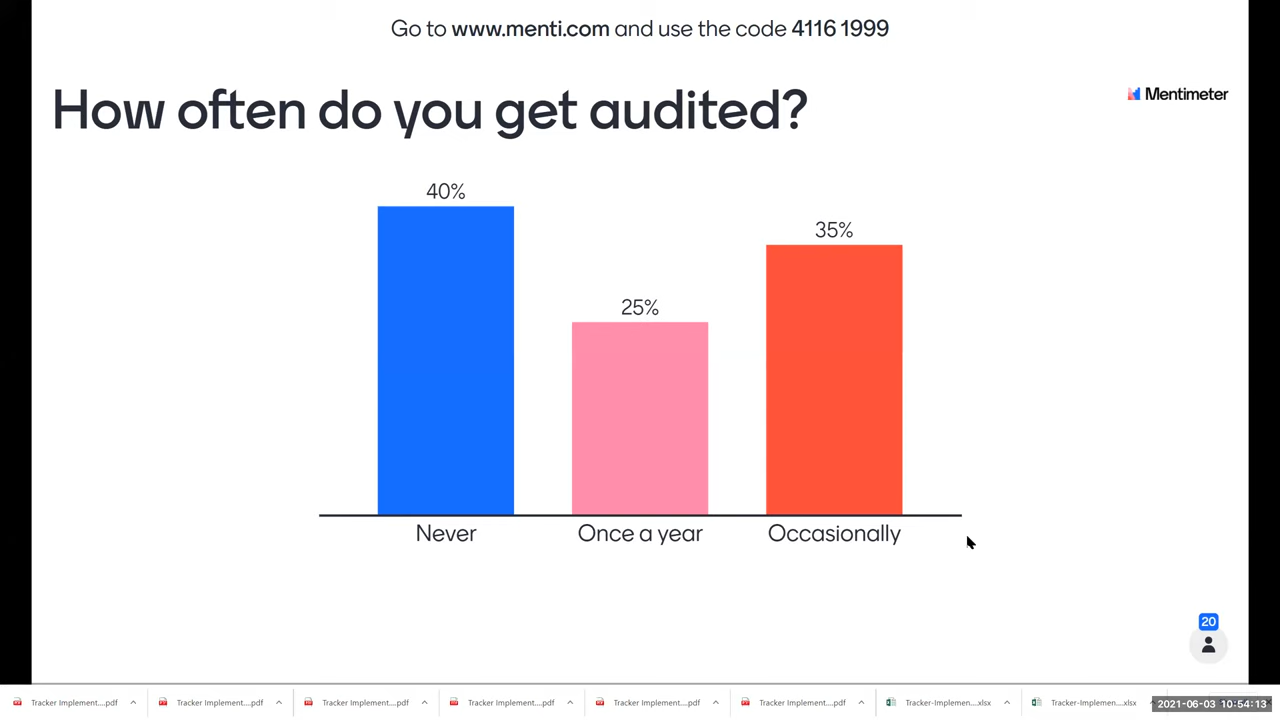 Go to www.menti.com and use the code 4116 1999
How often do you get audited?
Mentimeter
40%
25%
35%
Never
Once a year
Occasionally
20
Tracker Implement....pdf
Tracker Implement....pdf
Tracker Implement....pdf
Tracker Implement....pdf
Tracker Implement....pdf
Tracker Implement....pdf
Tracker-Implemen...xlsx
Tracker-Implemen...xlsx
2021-06-03 10:54:13